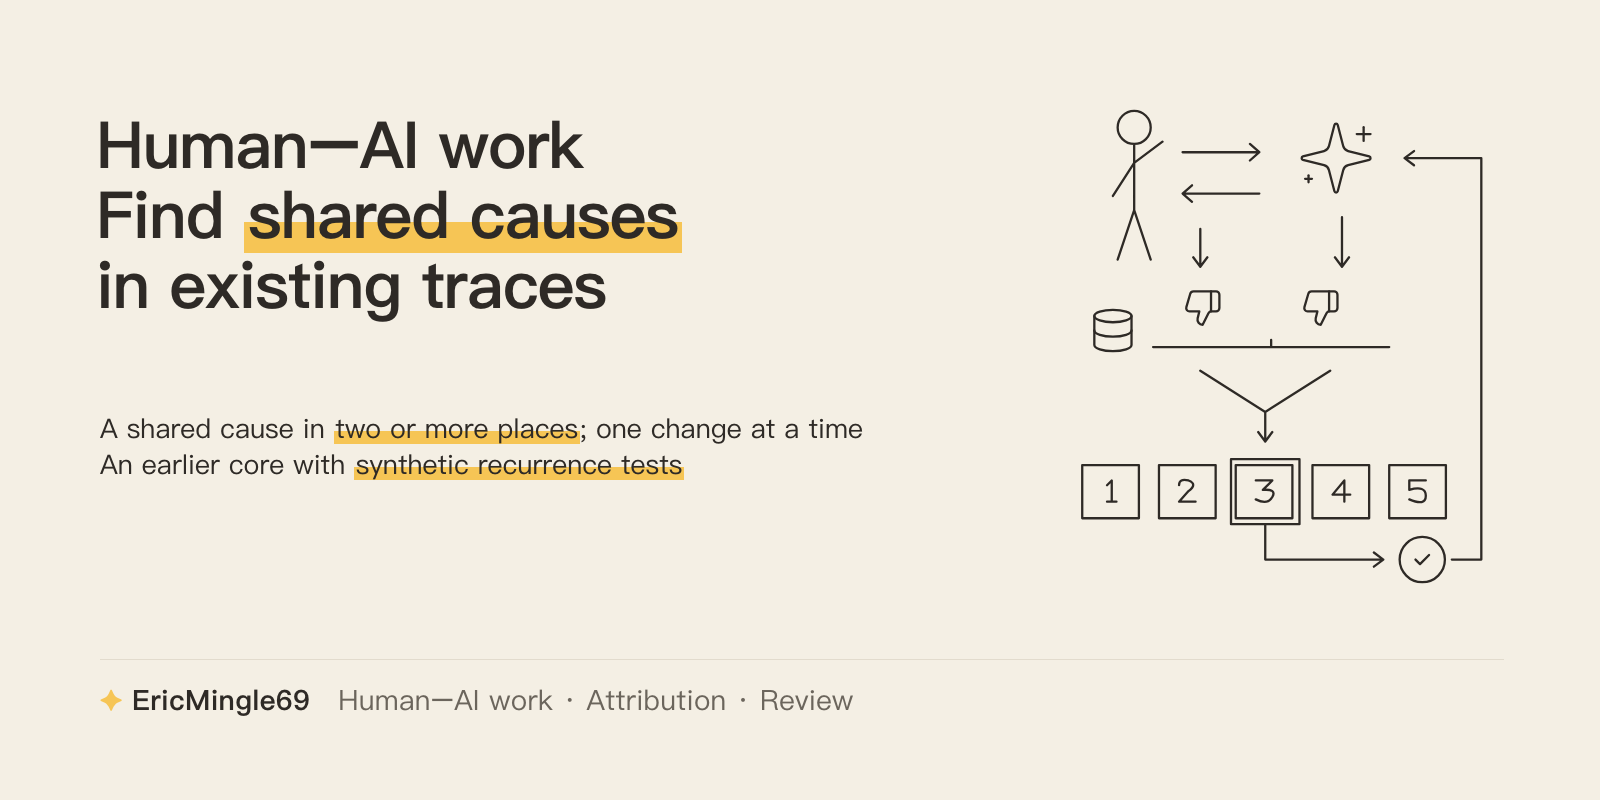 Human—AI work
Find shared causes
in existing traces
A shared cause in two or more places; one change at a time
An earlier core with synthetic recurrence tests
1 2 3 4 5
EricMingle69 Human—AI work · Attribution · Review